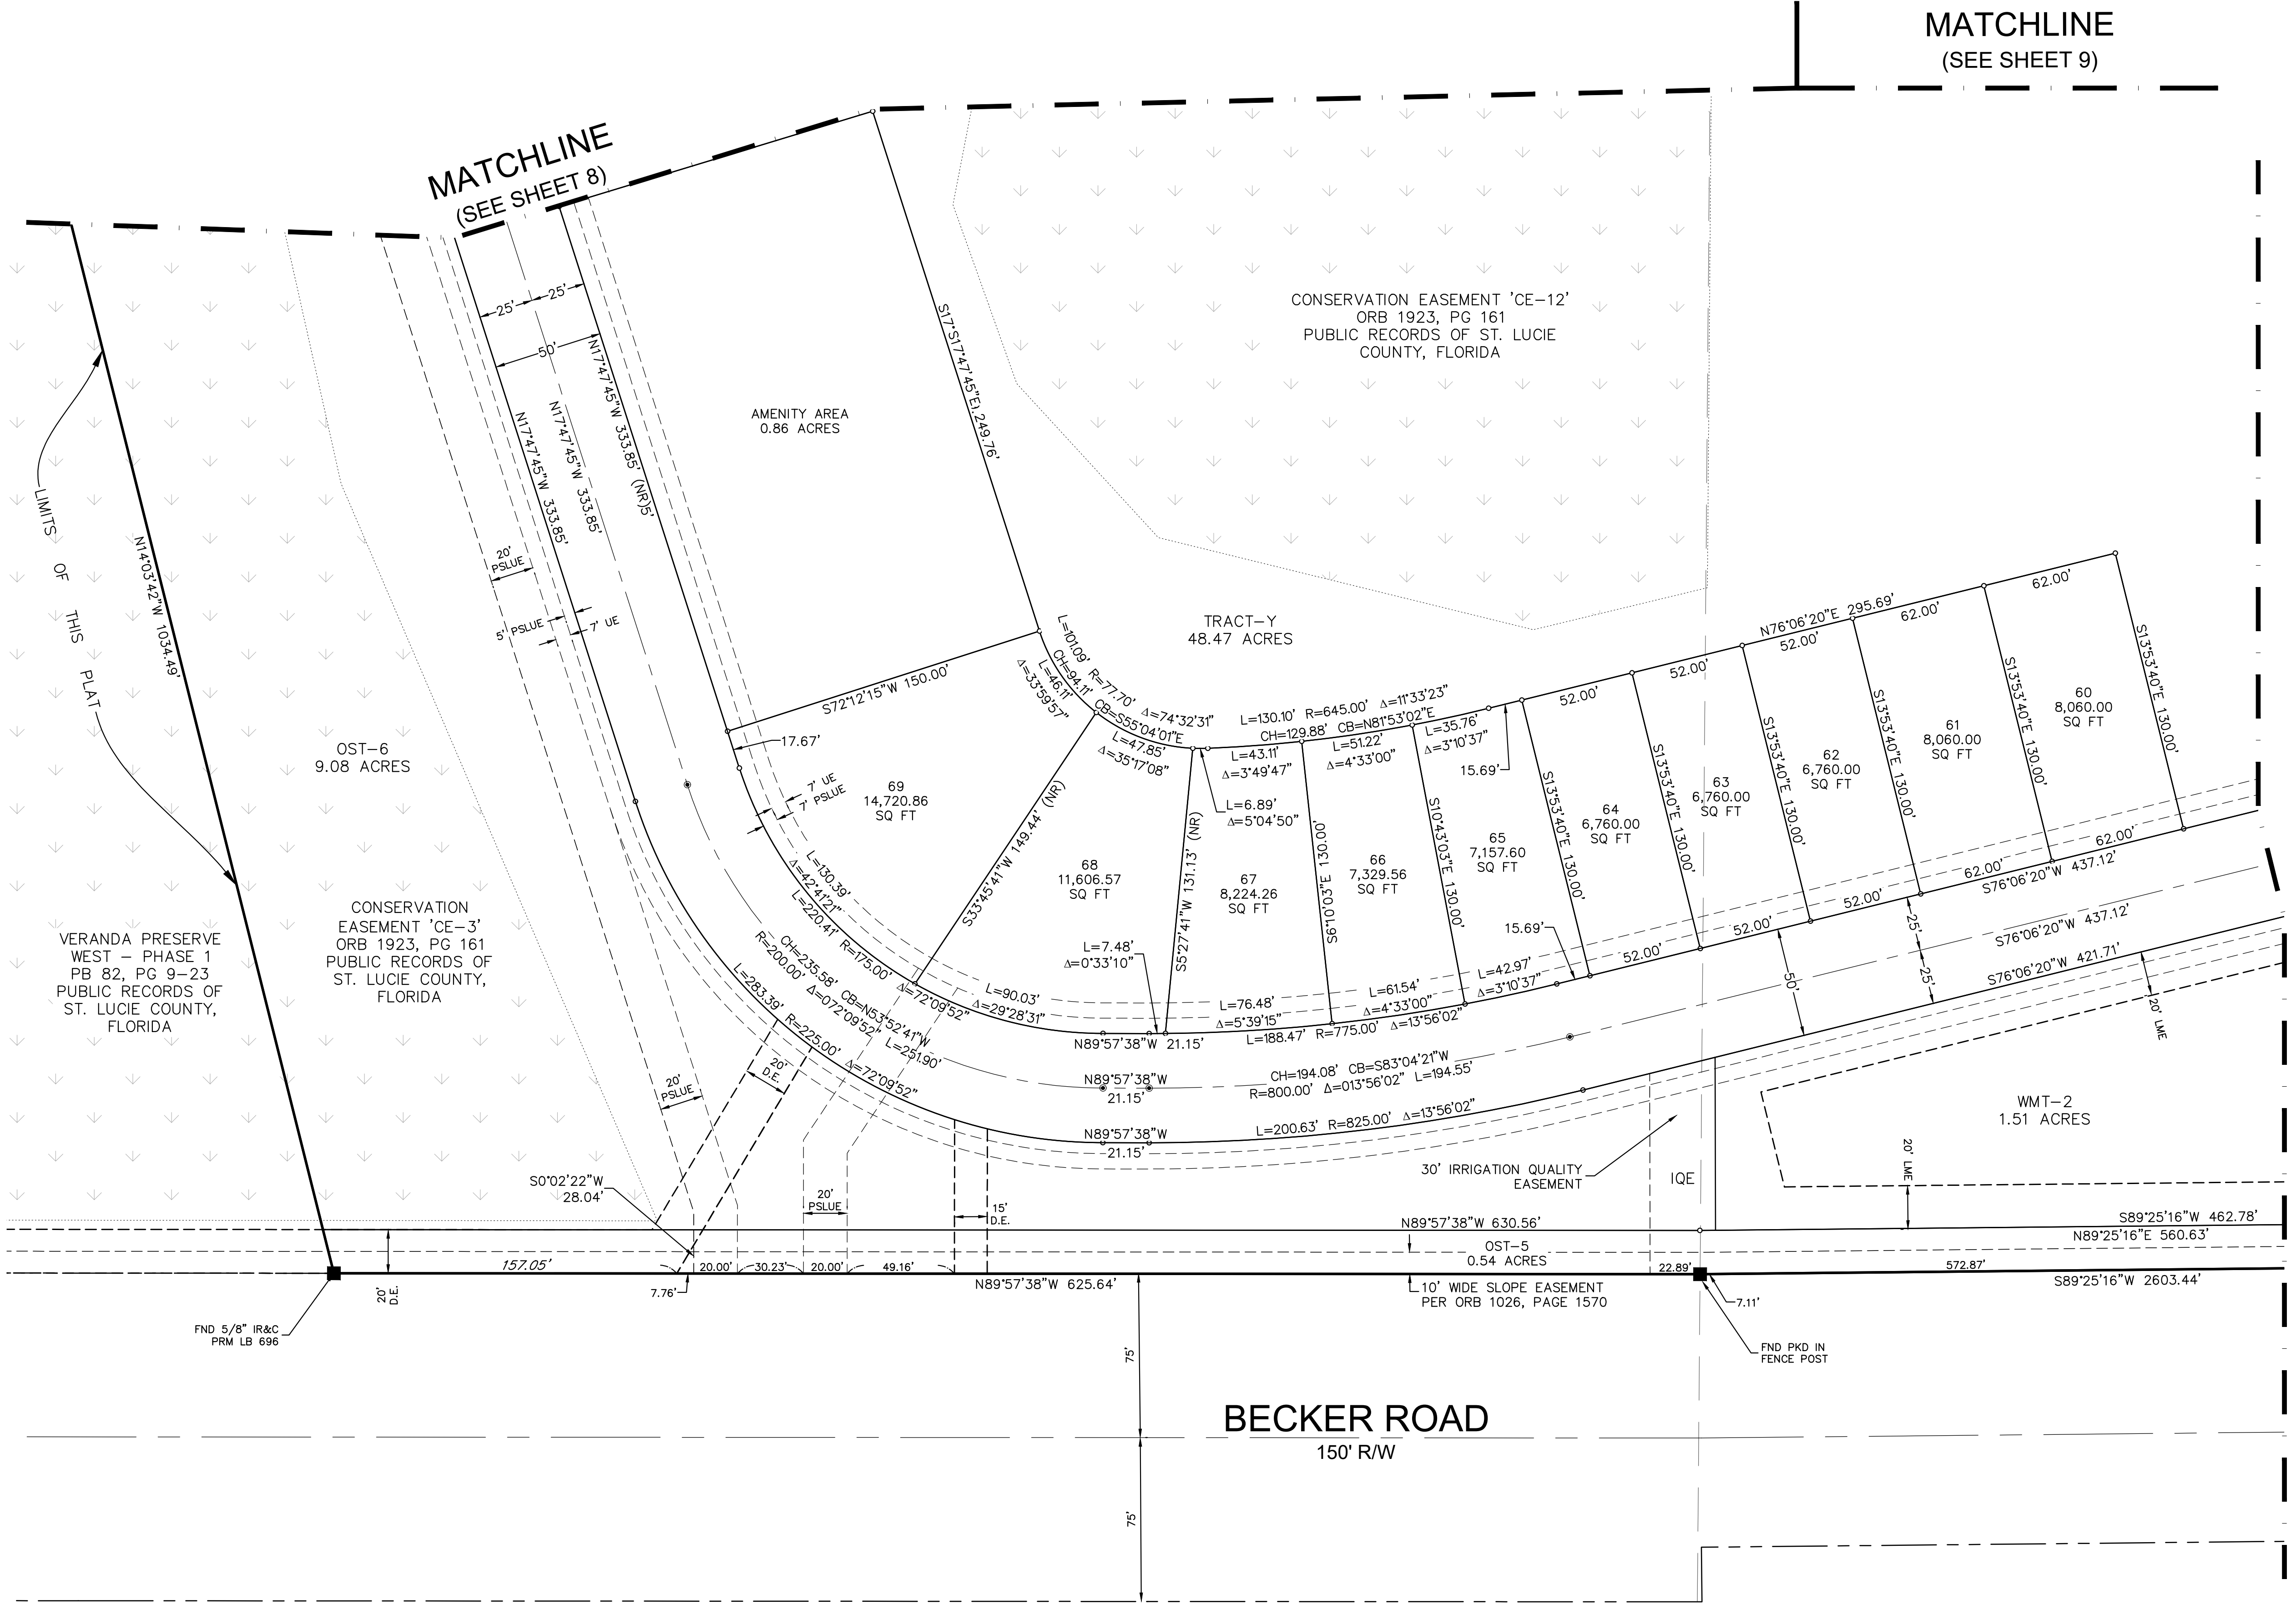 MATCHLINE
(SEE SHEET 9)
MATCHLINE
(SEE SHEET 8)
LIMITS OF THIS PLAT
N14°03'42"W 1034.49'
25'
25'
50'
N17°47'45"W 333.85'
N17°47'45"W 333.85'
N17°47'45"W 333.85' (NR)5'
20'
PSLUE
5' PSLUE
7' UE
AMENITY AREA
0.86 ACRES
CONSERVATION EASEMENT 'CE-12'
ORB 1923, PG 161
PUBLIC RECORDS OF ST. LUCIE
COUNTY, FLORIDA
TRACT-Y
48.47 ACRES
S72°12'15"W 150.00'
17.67'
7' UE
7' PSLUE
L=101.09' R=77.70' Δ=74°32'31"
CH=94.11' CB=S55°04'01"E
L=46.11'
Δ=33°59'57"
L=47.85'
Δ=35°17'08"
L=6.89'
Δ=5°04'50"
L=130.10' R=645.00' Δ=11°33'23"
CH=129.88' CB=N81°53'02"E
L=43.11'
Δ=3°49'47"
L=51.22'
Δ=4°33'00"
L=35.76'
Δ=3°10'37"
15.69'
52.00'
52.00'
N76°06'20"E 295.69'
52.00'
62.00'
62.00'
60
8,060.00
SQ FT
61
8,060.00
SQ FT
62
6,760.00
SQ FT
63
6,760.00
SQ FT
64
6,760.00
SQ FT
65
7,157.60
SQ FT
66
7,329.56
SQ FT
67
8,224.26
SQ FT
68
11,606.57
SQ FT
69
14,720.86
SQ FT
S13°53'40"E 130.00'
S13°53'40"E 130.00'
S13°53'40"E 130.00'
S13°53'40"E 130.00'
S13°53'40"E 130.00'
S13°53'40"E 130.00'
S10°43'03"E 130.00'
S6°10'03"E 130.00'
S5°27'41"W 131.13' (NR)
S33°45'41"W 149.44' (NR)
L=130.39'
Δ=42°41'21"
L=220.41' R=175.00' Δ=72°09'52"
L=90.03'
Δ=29°28'31"
CH=235.58' CB=N53°52'41"W
R=200.00' Δ=072°09'52" L=251.90'
L=283.39' R=225.00' Δ=72°09'52"
L=7.48'
Δ=0°33'10"
L=76.48'
Δ=5°39'15"
L=61.54'
Δ=4°33'00"
L=42.97'
Δ=3°10'37"
15.69'
52.00'
52.00'
52.00'
62.00'
62.00'
S76°06'20"W 437.12'
S76°06'20"W 437.12'
S76°06'20"W 421.71'
25'
25'
50'
20' LME
N89°57'38"W 21.15'
L=188.47' R=775.00' Δ=13°56'02"
N89°57'38"W
21.15'
CH=194.08' CB=S83°04'21"W
R=800.00' Δ=013°56'02" L=194.55'
N89°57'38"W
21.15'
L=200.63' R=825.00' Δ=13°56'02"
OST-6
9.08 ACRES
CONSERVATION
EASEMENT 'CE-3'
ORB 1923, PG 161
PUBLIC RECORDS OF
ST. LUCIE COUNTY,
FLORIDA
VERANDA PRESERVE
WEST - PHASE 1
PB 82, PG 9-23
PUBLIC RECORDS OF
ST. LUCIE COUNTY,
FLORIDA
20'
PSLUE
20'
D.E.
WMT-2
1.51 ACRES
20' LME
30' IRRIGATION QUALITY
EASEMENT
IQE
S0°02'22"W
28.04'
20'
PSLUE
15'
D.E.
N89°57'38"W 630.56'
S89°25'16"W 462.78'
N89°25'16"E 560.63'
OST-5
0.54 ACRES
157.05'
20.00'
30.23'
20.00'
49.16'
22.89'
572.87'
20'
D.E.
7.76'
N89°57'38"W 625.64'
10' WIDE SLOPE EASEMENT
PER ORB 1026, PAGE 1570
7.11'
S89°25'16"W 2603.44'
FND 5/8" IR&C
PRM LB 696
FND PKD IN
FENCE POST
75'
BECKER ROAD
150' R/W
75'